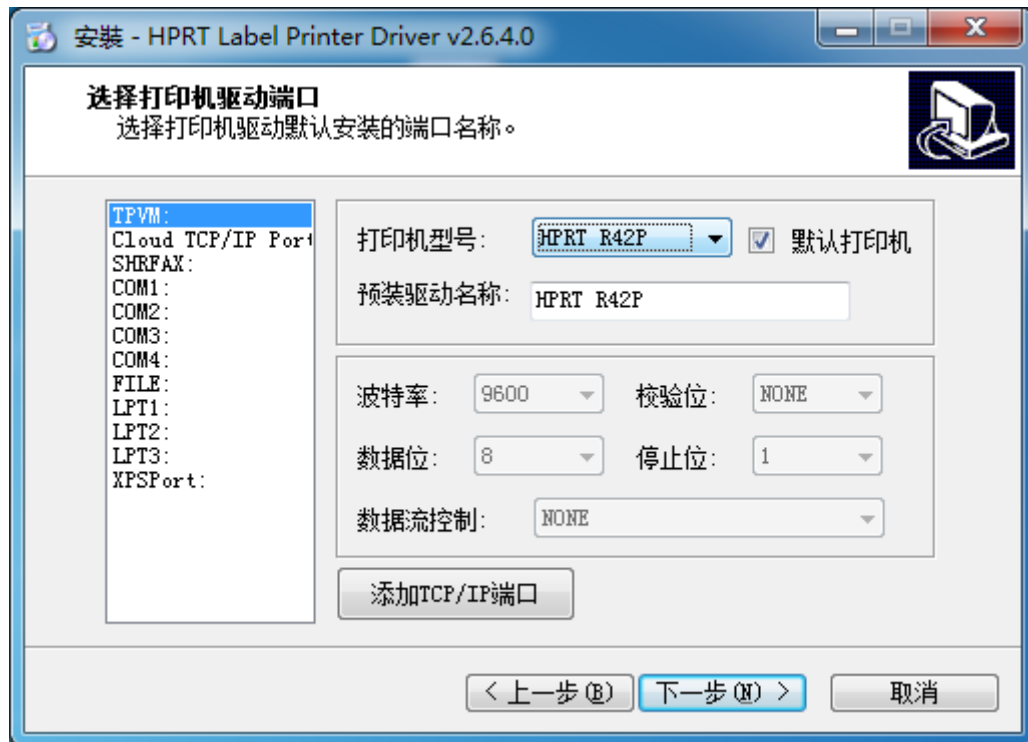 安裝 - HPRT Label Printer Driver v2.6.4.0
选择打印机驱动端口
选择打印机驱动默认安装的端口名称。
TPVM:
Cloud TCP/IP Port
SHRFAX:
COM1:
COM2:
COM3:
COM4:
FILE:
LPT1:
LPT2:
LPT3:
XPSPort:
打印机型号: HPRT R42P 默认打印机
预装驱动名称: HPRT R42P
波特率: 9600 校验位: NONE
数据位: 8 停止位: 1
数据流控制: NONE
添加TCP/IP端口
< 上一步(B) 下一步(N) > 取消